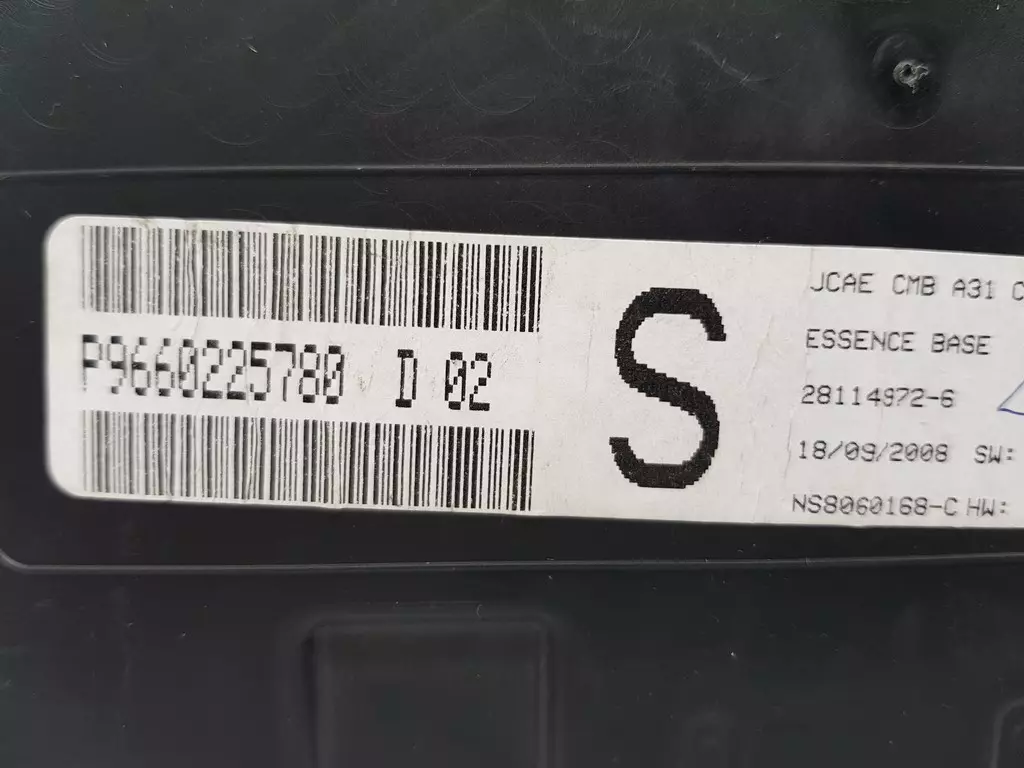 P9660225780 D 02
S
JCAE CMB A31 C
ESSENCE BASE
28114972-6
18/09/2008 SW:
NS8060168-C HW: